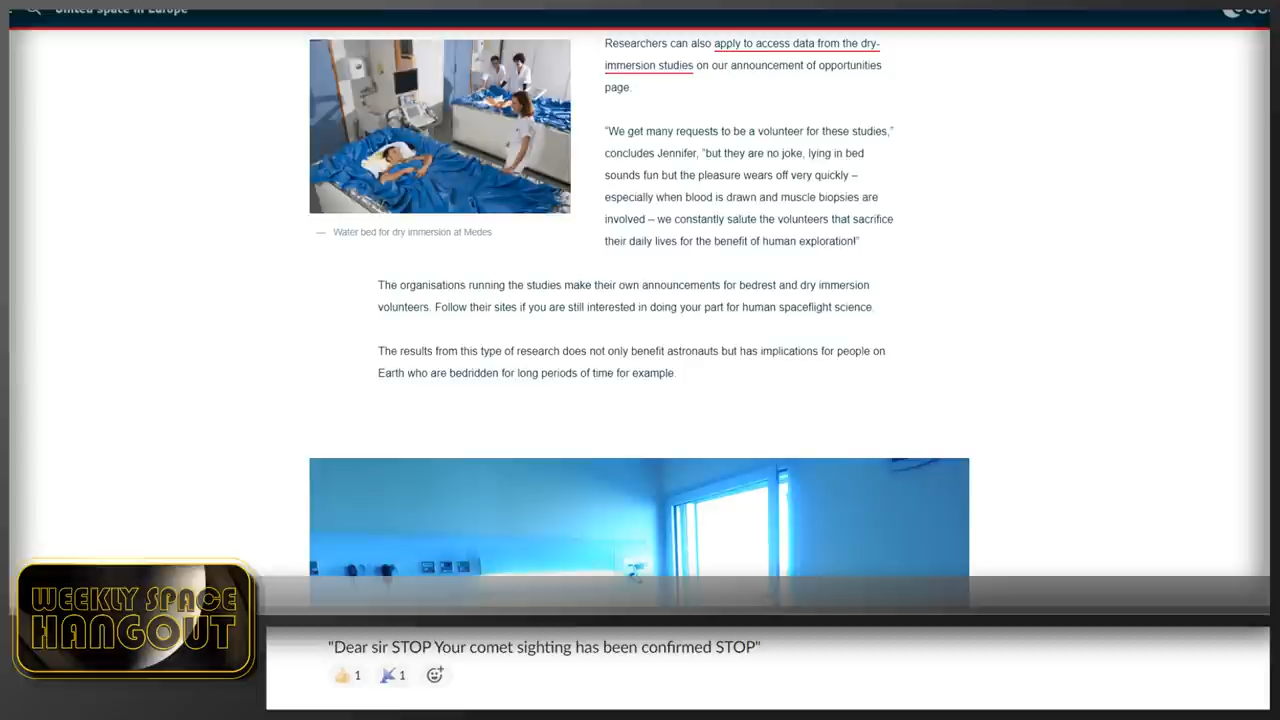 United space in Europe
Researchers can also apply to access data from the dry-
immersion studies on our announcement of opportunities
page.
“We get many requests to be a volunteer for these studies,”
concludes Jennifer, “but they are no joke, lying in bed
sounds fun but the pleasure wears off very quickly –
especially when blood is drawn and muscle biopsies are
involved – we constantly salute the volunteers that sacrifice
their daily lives for the benefit of human exploration!”
— Water bed for dry immersion at Medes
The organisations running the studies make their own announcements for bedrest and dry immersion
volunteers. Follow their sites if you are still interested in doing your part for human spaceflight science.
The results from this type of research does not only benefit astronauts but has implications for people on
Earth who are bedridden for long periods of time for example.
WEEKLY SPACE
HANGOUT
"Dear sir STOP Your comet sighting has been confirmed STOP"
1 1